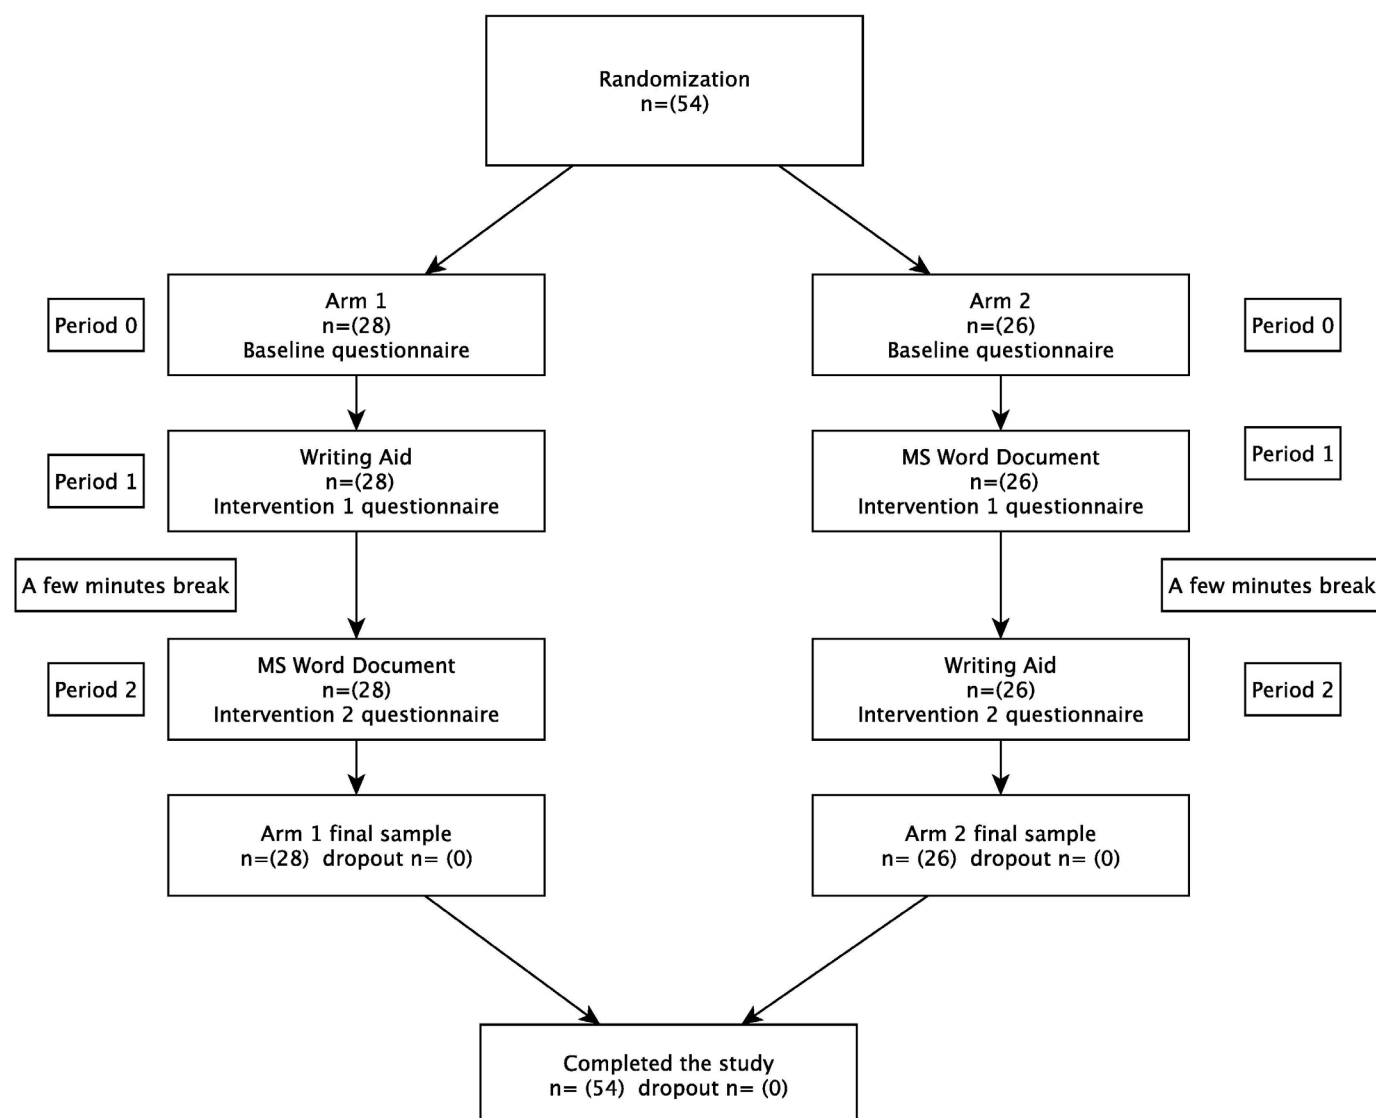 Randomization
n=(54)
Period 0
Arm 1
n=(28)
Baseline questionnaire
Arm 2
n=(26)
Baseline questionnaire
Period 0
Period 1
Writing Aid
n=(28)
Intervention 1 questionnaire
MS Word Document
n=(26)
Intervention 1 questionnaire
Period 1
A few minutes break
A few minutes break
Period 2
MS Word Document
n=(28)
Intervention 2 questionnaire
Writing Aid
n=(26)
Intervention 2 questionnaire
Period 2
Arm 1 final sample
n=(28)  dropout n= (0)
Arm 2 final sample
n= (26)  dropout n= (0)
Completed the study
n= (54)  dropout n= (0)